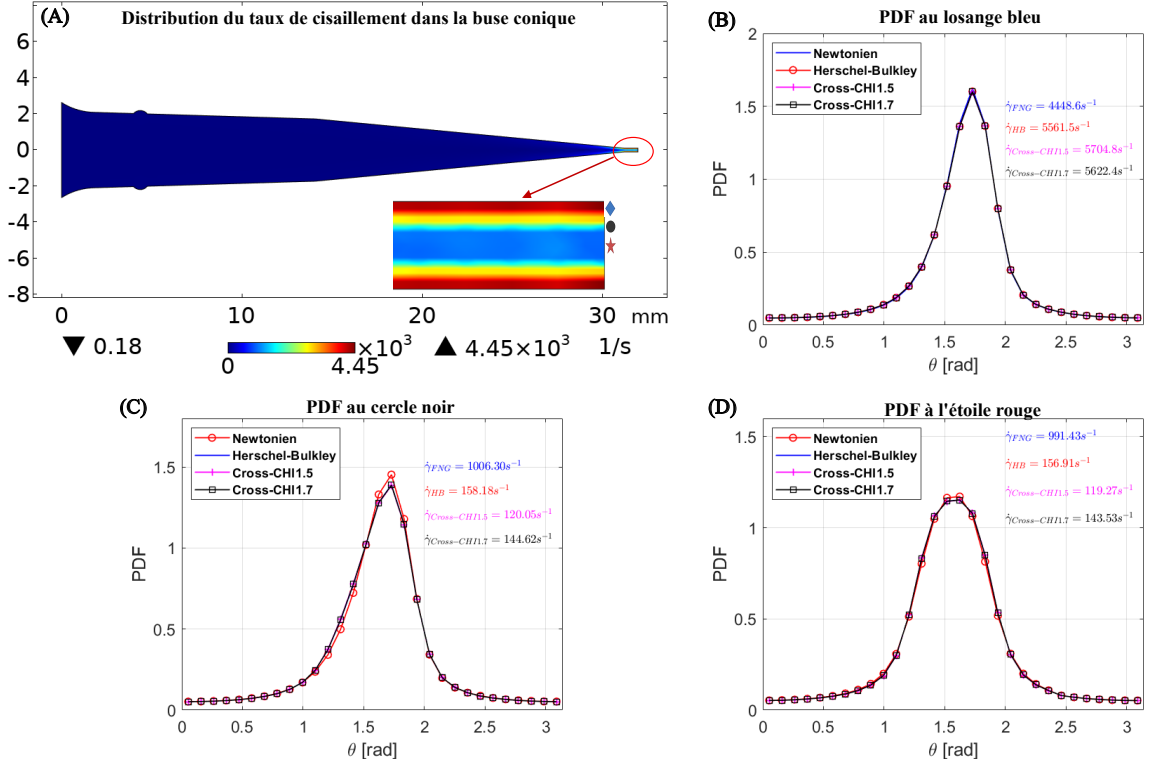 (A)
Distribution du taux de cisaillement dans la buse conique
6
4
2
0
-2
-4
-6
-8
0
10
20
30
mm
0.18
0
4.45
×10³
4.45×10³
1/s
(B)
PDF au losange bleu
Newtonien
Herschel-Bulkley
Cross-CHI1.5
Cross-CHI1.7
γ̇FNG = 4448.6s⁻¹
γ̇HB = 5561.5s⁻¹
γ̇Cross−CHI1.5 = 5704.8s⁻¹
γ̇Cross−CHI1.7 = 5622.4s⁻¹
2
1.5
1
0.5
0
PDF
0
0.5
1
1.5
2
2.5
3
θ [rad]
(C)
PDF au cercle noir
Newtonien
Herschel-Bulkley
Cross-CHI1.5
Cross-CHI1.7
γ̇FNG = 1006.30s⁻¹
γ̇HB = 158.18s⁻¹
γ̇Cross−CHI1.5 = 120.05s⁻¹
γ̇Cross−CHI1.7 = 144.62s⁻¹
1.5
1
0.5
0
PDF
0
0.5
1
1.5
2
2.5
3
θ [rad]
(D)
PDF à l'étoile rouge
Newtonien
Herschel-Bulkley
Cross-CHI1.5
Cross-CHI1.7
γ̇FNG = 991.43s⁻¹
γ̇HB = 156.91s⁻¹
γ̇Cross−CHI1.5 = 119.27s⁻¹
γ̇Cross−CHI1.7 = 143.53s⁻¹
1.5
1
0.5
0
PDF
0
0.5
1
1.5
2
2.5
3
θ [rad]